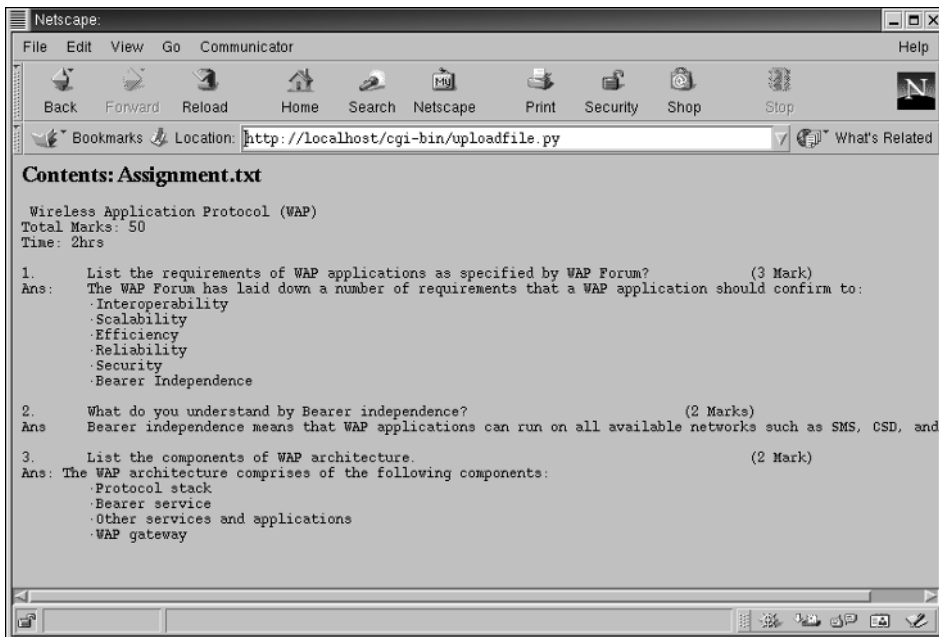 Netscape:
File Edit View Go Communicator Help
Back Forward Reload Home Search Netscape Print Security Shop Stop
My
N
Bookmarks Location: http://localhost/cgi-bin/uploadfile.py What's Related
Contents: Assignment.txt
Wireless Application Protocol (WAP)
Total Marks: 50
Time: 2hrs
1. List the requirements of WAP applications as specified by WAP Forum? (3 Mark)
Ans: The WAP Forum has laid down a number of requirements that a WAP application should confirm to:
·Interoperability
·Scalability
·Efficiency
·Reliability
·Security
·Bearer Independence
2. What do you understand by Bearer independence? (2 Marks)
Ans Bearer independence means that WAP applications can run on all available networks such as SMS, CSD, and
3. List the components of WAP architecture. (2 Mark)
Ans: The WAP architecture comprises of the following components:
·Protocol stack
·Bearer service
·Other services and applications
·WAP gateway